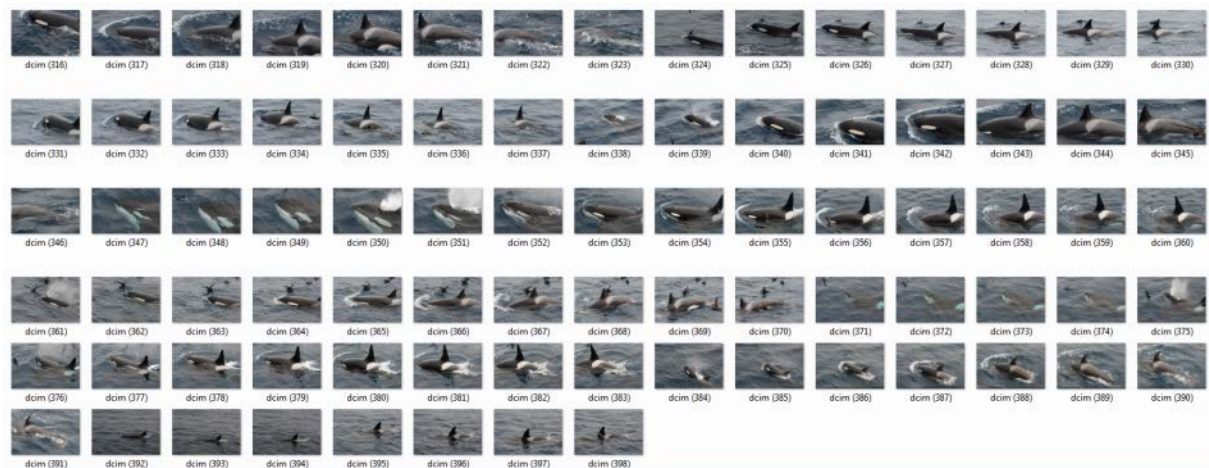 dcim (316) dcim (317) dcim (318) dcim (319) dcim (320) dcim (321) dcim (322) dcim (323) dcim (324) dcim (325) dcim (326) dcim (327) dcim (328) dcim (329) dcim (330)
dcim (331) dcim (332) dcim (333) dcim (334) dcim (335) dcim (336) dcim (337) dcim (338) dcim (339) dcim (340) dcim (341) dcim (342) dcim (343) dcim (344) dcim (345)
dcim (346) dcim (347) dcim (348) dcim (349) dcim (350) dcim (351) dcim (352) dcim (353) dcim (354) dcim (355) dcim (356) dcim (357) dcim (358) dcim (359) dcim (360)
dcim (361) dcim (362) dcim (363) dcim (364) dcim (365) dcim (366) dcim (367) dcim (368) dcim (369) dcim (370) dcim (371) dcim (372) dcim (373) dcim (374) dcim (375)
dcim (376) dcim (377) dcim (378) dcim (379) dcim (380) dcim (381) dcim (382) dcim (383) dcim (384) dcim (385) dcim (386) dcim (387) dcim (388) dcim (389) dcim (390)
dcim (391) dcim (392) dcim (393) dcim (394) dcim (395) dcim (396) dcim (397) dcim (398)